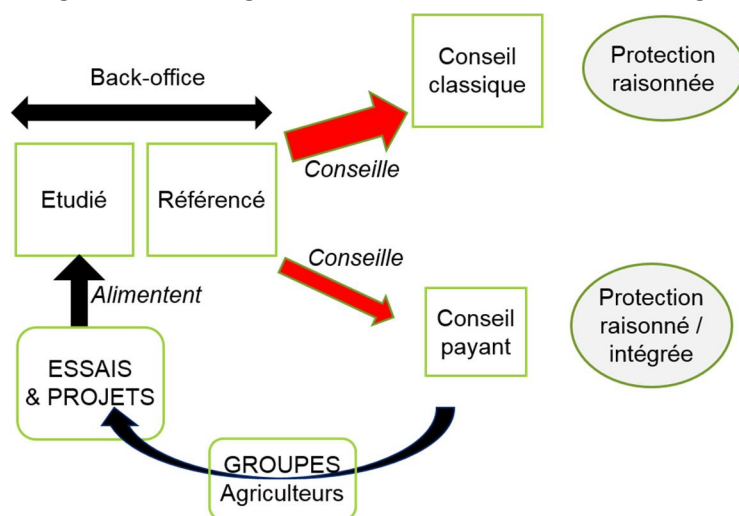 Back-office
Conseil
classique
Protection
raisonnée
Conseille
Etudié
Référencé
Conseille
Alimentent
Conseil
payant
Protection
raisonné /
intégrée
ESSAIS
& PROJETS
GROUPES
Agriculteurs